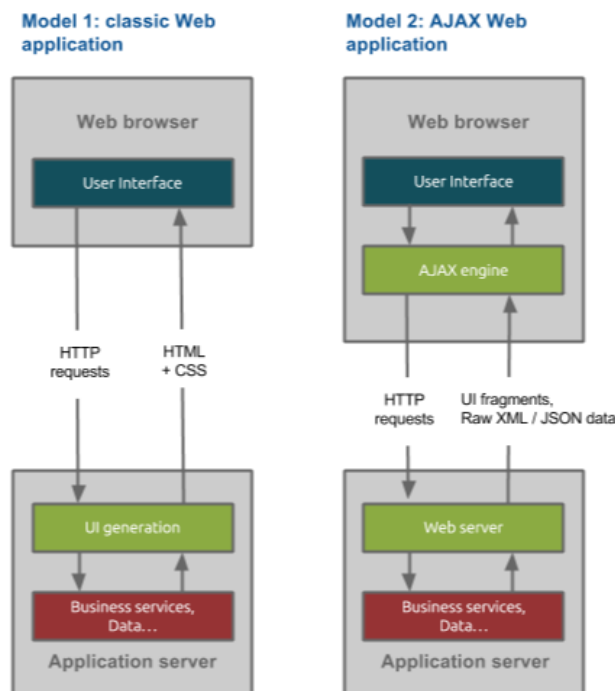 Model 1: classic Web
application
Web browser
User Interface
HTTP
requests
HTML
+ CSS
UI generation
Business services,
Data...
Application server
Model 2: AJAX Web
application
Web browser
User Interface
AJAX engine
HTTP
requests
UI fragments,
Raw XML / JSON data
Web server
Business services,
Data...
Application server